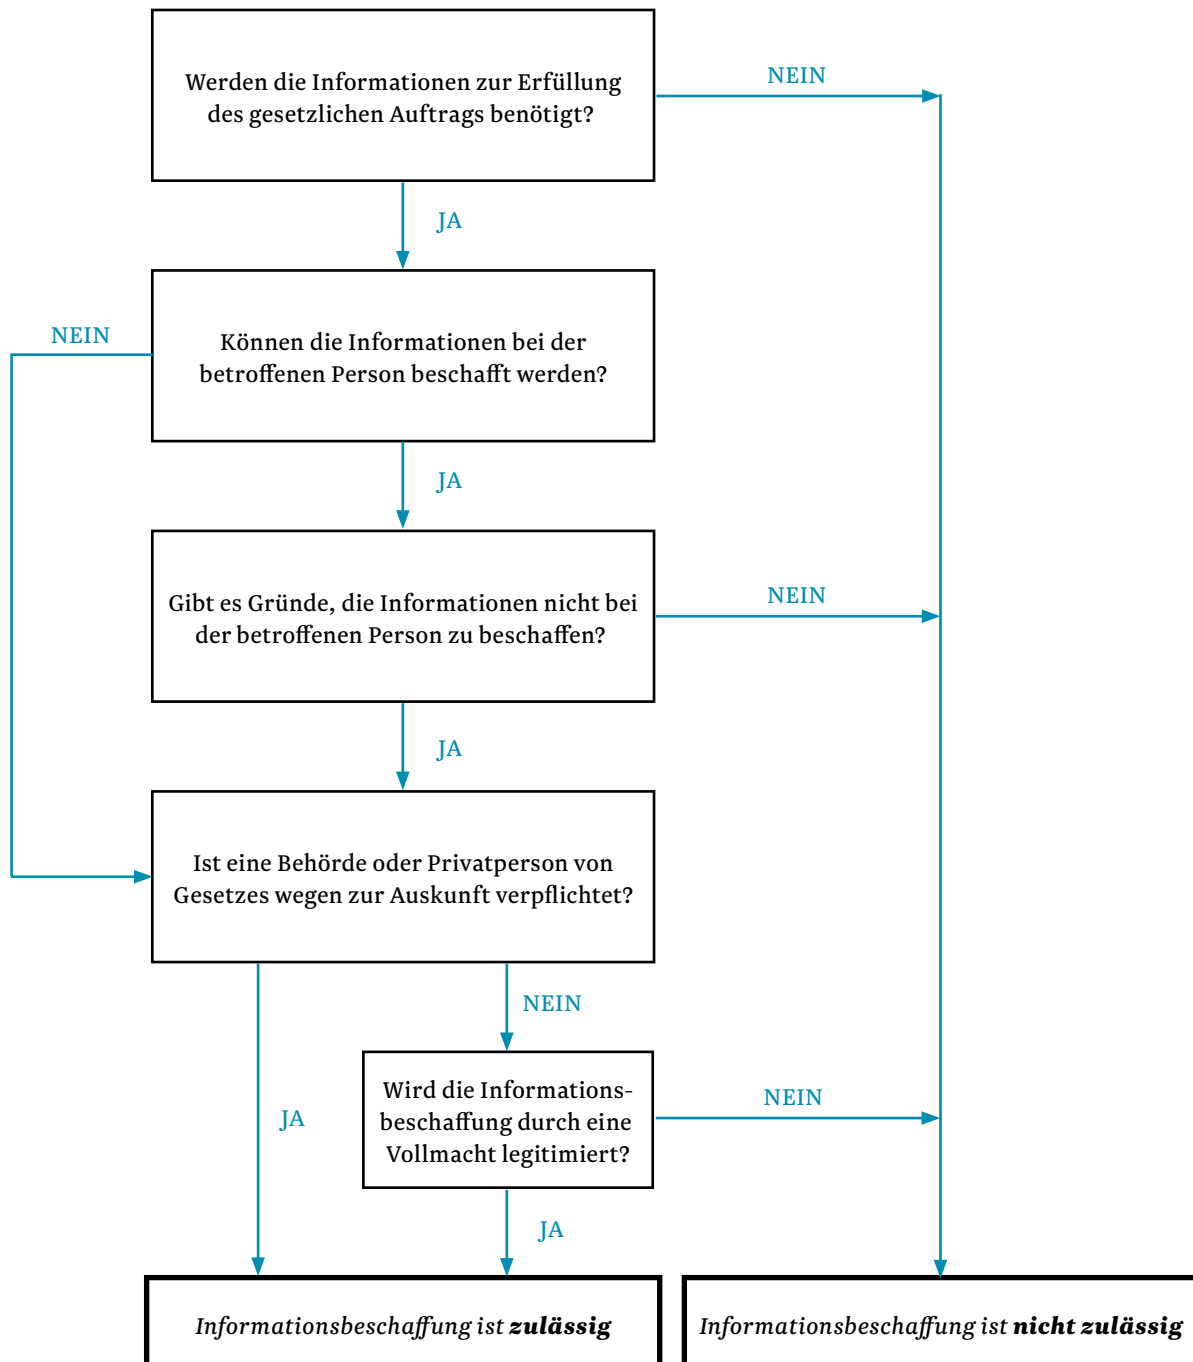 Werden die Informationen zur Erfüllung
des gesetzlichen Auftrags benötigt?
NEIN
JA
NEIN
Können die Informationen bei der
betroffenen Person beschafft werden?
JA
Gibt es Gründe, die Informationen nicht bei
der betroffenen Person zu beschaffen?
NEIN
JA
Ist eine Behörde oder Privatperson von
Gesetzes wegen zur Auskunft verpflichtet?
NEIN
JA
Wird die Informations-
beschaffung durch eine
Vollmacht legitimiert?
NEIN
JA
Informationsbeschaffung ist zulässig
Informationsbeschaffung ist nicht zulässig